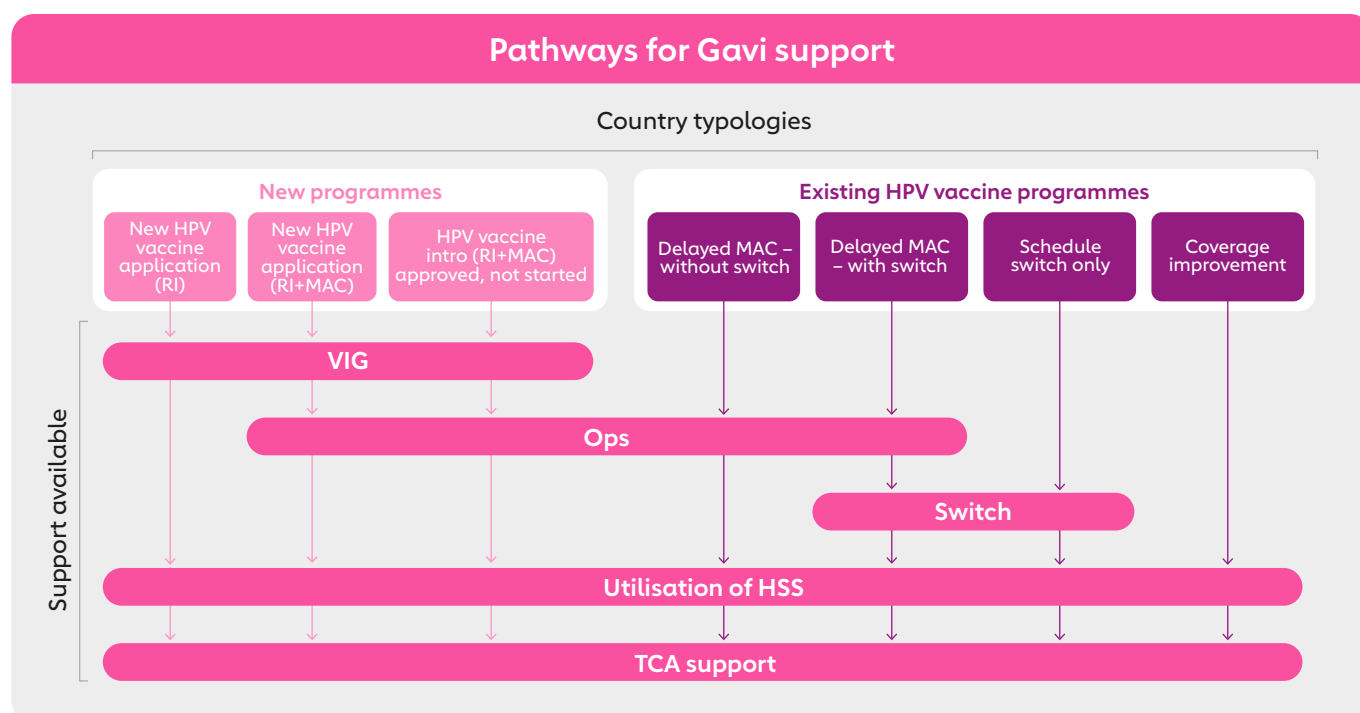 Pathways for Gavi support
Country typologies
New programmes
New HPV
vaccine
application
(RI)
New HPV
vaccine
application
(RI+MAC)
HPV vaccine
intro (RI+MAC)
approved, not started
Existing HPV vaccine programmes
Delayed MAC –
without switch
Delayed MAC
– with switch
Schedule
switch only
Coverage
improvement
Support available
VIG
Ops
Switch
Utilisation of HSS
TCA support